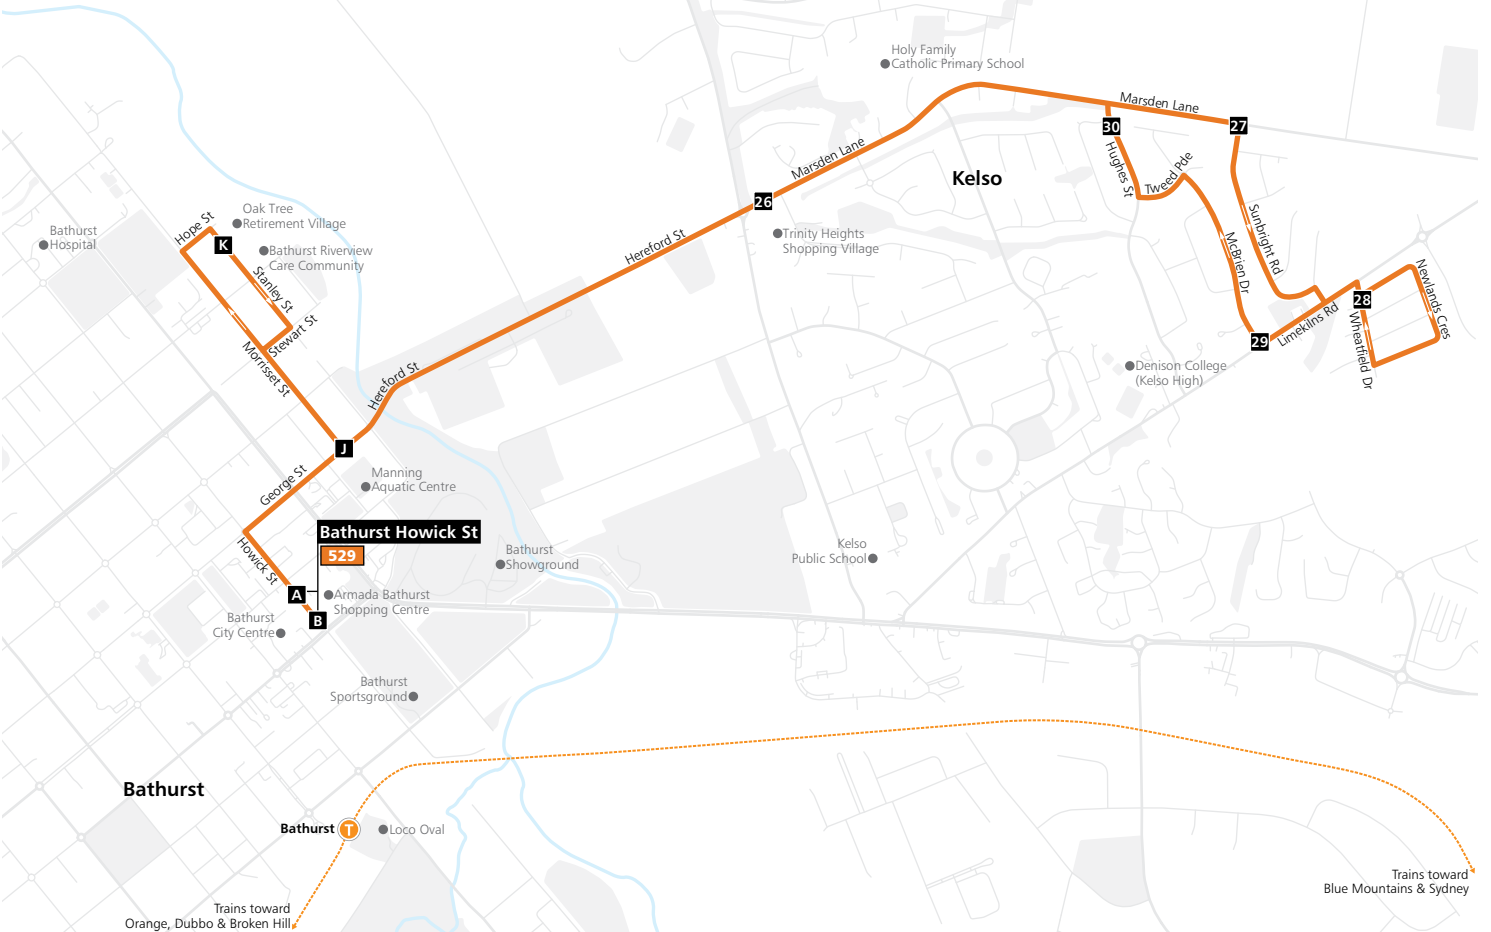 Holy Family
Catholic Primary School
Marsden Lane
30
27
Marsden Lane
Hughes St
Tweed Pde
Kelso
26
Sunbright Rd
Hope St
Oak Tree
Retirement Village
Bathurst
Hospital
K
Bathurst Riverview
Care Community
Stanley St
Stewart St
Morrisset St
Hereford St
Trinity Heights
Shopping Village
McBrien Dr
Newlands Cres
28
Limekilns Rd
29
Wheatfield Dr
Denison College
(Kelso High)
Hereford St
J
George St
Manning
Aquatic Centre
Bathurst Howick St
529
Howick St
Bathurst
Showground
Kelso
Public School
A
Armada Bathurst
Shopping Centre
B
Bathurst
City Centre
Bathurst
Sportsground
Bathurst
Bathurst
T
Loco Oval
Trains toward
Blue Mountains & Sydney
Trains toward
Orange, Dubbo & Broken Hill